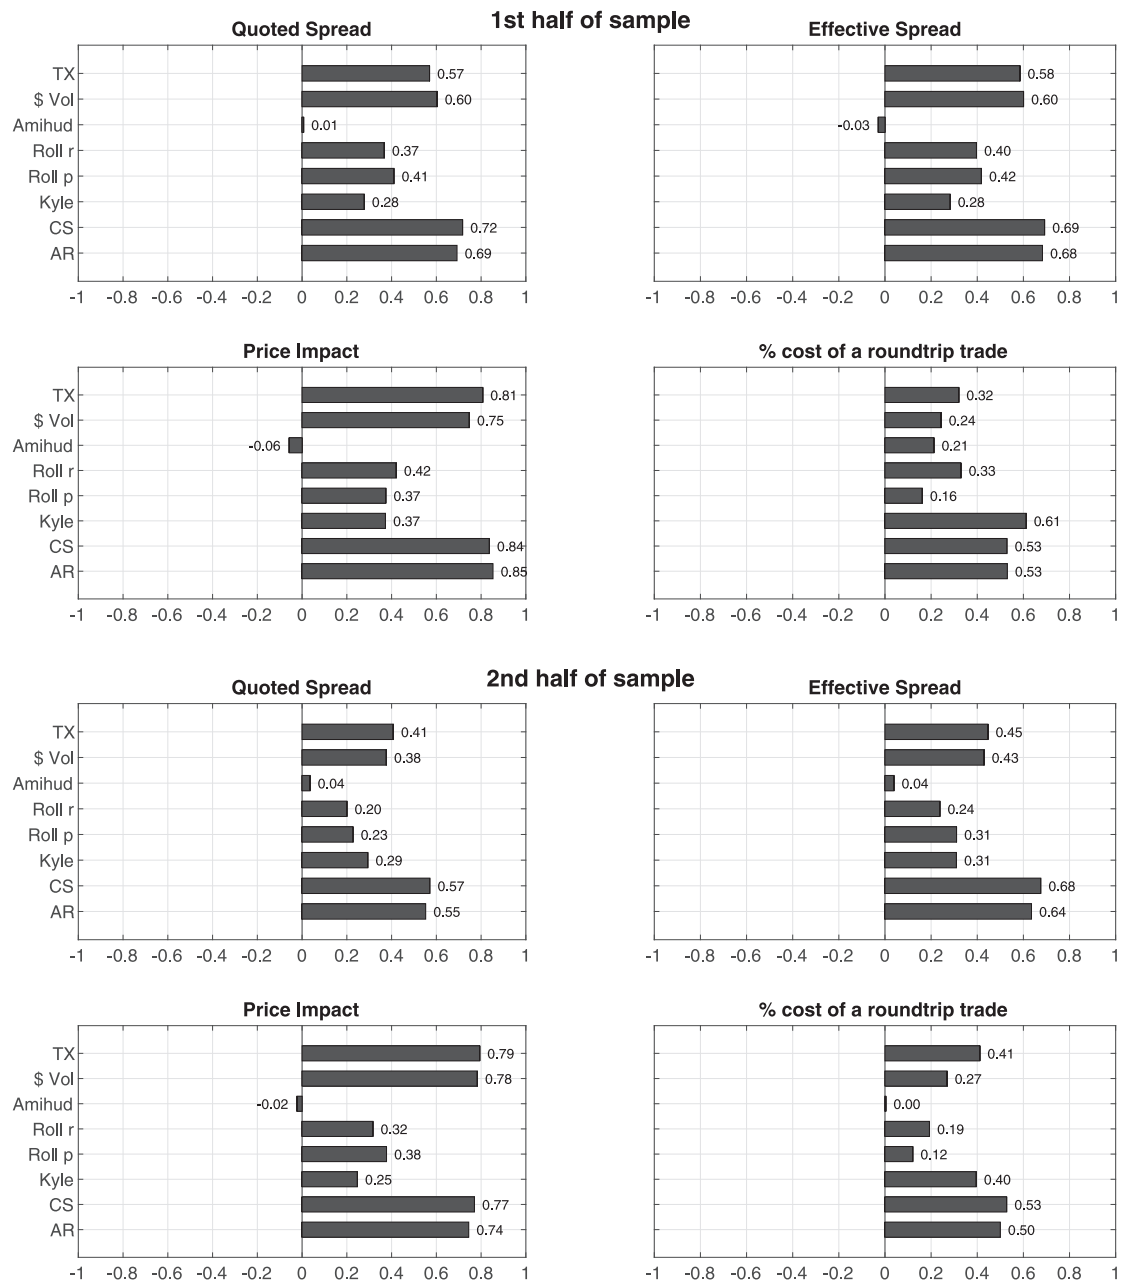 1st half of sample
Quoted Spread
TX 0.57
$ Vol 0.60
Amihud 0.01
Roll r 0.37
Roll p 0.41
Kyle 0.28
CS 0.72
AR 0.69
-1 -0.8 -0.6 -0.4 -0.2 0 0.2 0.4 0.6 0.8 1
Effective Spread
0.58
0.60
-0.03
0.40
0.42
0.28
0.69
0.68
-1 -0.8 -0.6 -0.4 -0.2 0 0.2 0.4 0.6 0.8 1
Price Impact
TX 0.81
$ Vol 0.75
Amihud -0.06
Roll r 0.42
Roll p 0.37
Kyle 0.37
CS 0.84
AR 0.85
-1 -0.8 -0.6 -0.4 -0.2 0 0.2 0.4 0.6 0.8 1
% cost of a roundtrip trade
0.32
0.24
0.21
0.33
0.16
0.61
0.53
0.53
-1 -0.8 -0.6 -0.4 -0.2 0 0.2 0.4 0.6 0.8 1
2nd half of sample
Quoted Spread
TX 0.41
$ Vol 0.38
Amihud 0.04
Roll r 0.20
Roll p 0.23
Kyle 0.29
CS 0.57
AR 0.55
-1 -0.8 -0.6 -0.4 -0.2 0 0.2 0.4 0.6 0.8 1
Effective Spread
0.45
0.43
0.04
0.24
0.31
0.31
0.68
0.64
-1 -0.8 -0.6 -0.4 -0.2 0 0.2 0.4 0.6 0.8 1
Price Impact
TX 0.79
$ Vol 0.78
Amihud -0.02
Roll r 0.32
Roll p 0.38
Kyle 0.25
CS 0.77
AR 0.74
-1 -0.8 -0.6 -0.4 -0.2 0 0.2 0.4 0.6 0.8 1
% cost of a roundtrip trade
0.41
0.27
0.00
0.19
0.12
0.40
0.53
0.50
-1 -0.8 -0.6 -0.4 -0.2 0 0.2 0.4 0.6 0.8 1